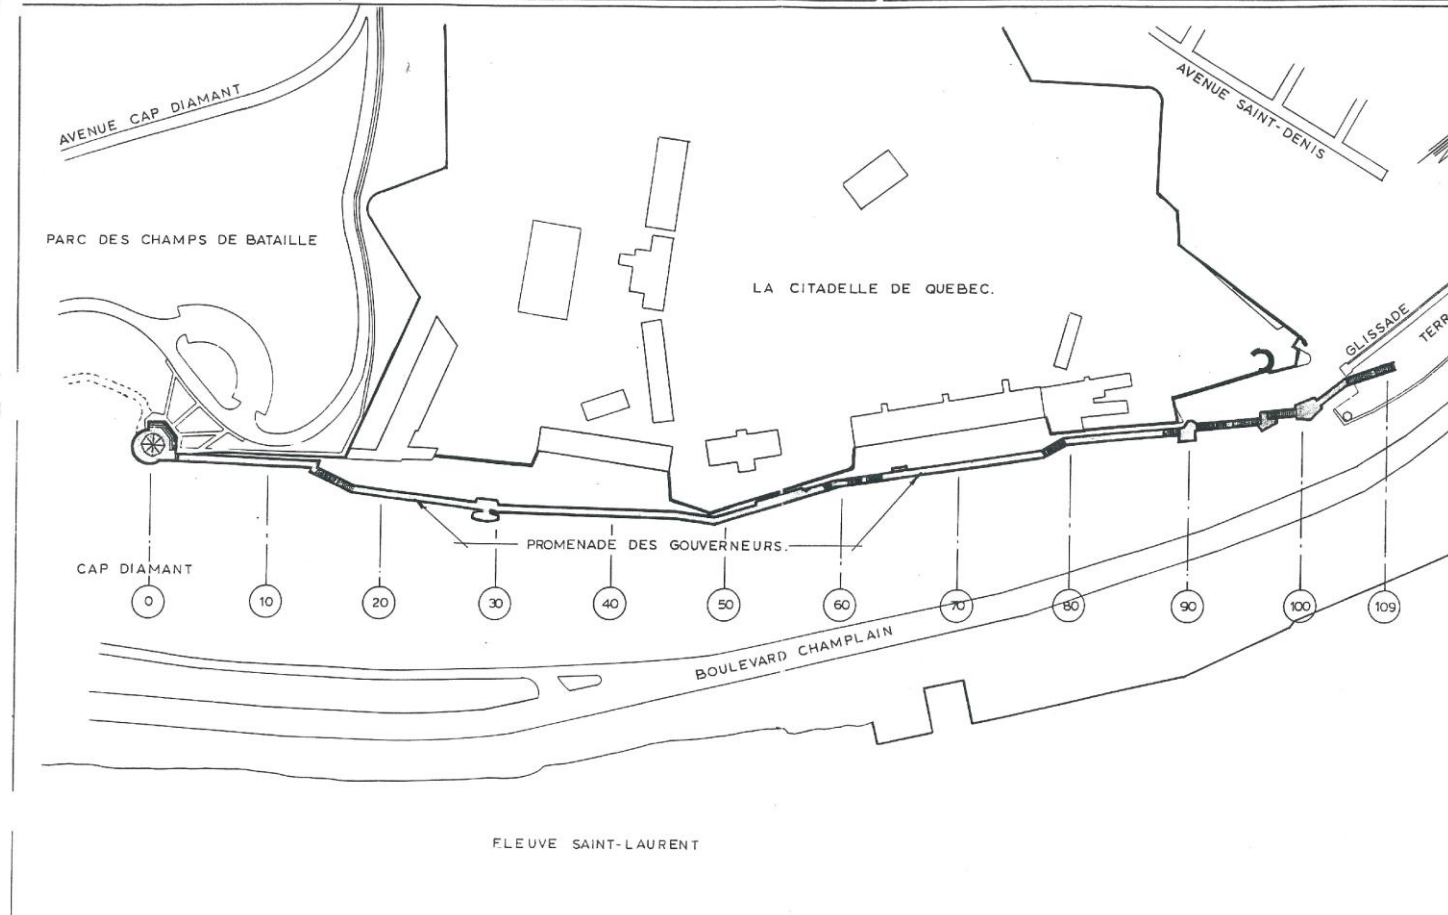 AVENUE CAP DIAMANT
AVENUE SAINT-DENIS
PARC DES CHAMPS DE BATAILLE
LA CITADELLE DE QUEBEC.
GLISSADE
TERR
PROMENADE DES GOUVERNEURS.
CAP DIAMANT
0 10 20 30 40 50 60 70 80 90 100 109
BOULEVARD CHAMPLAIN
FLEUVE SAINT-LAURENT